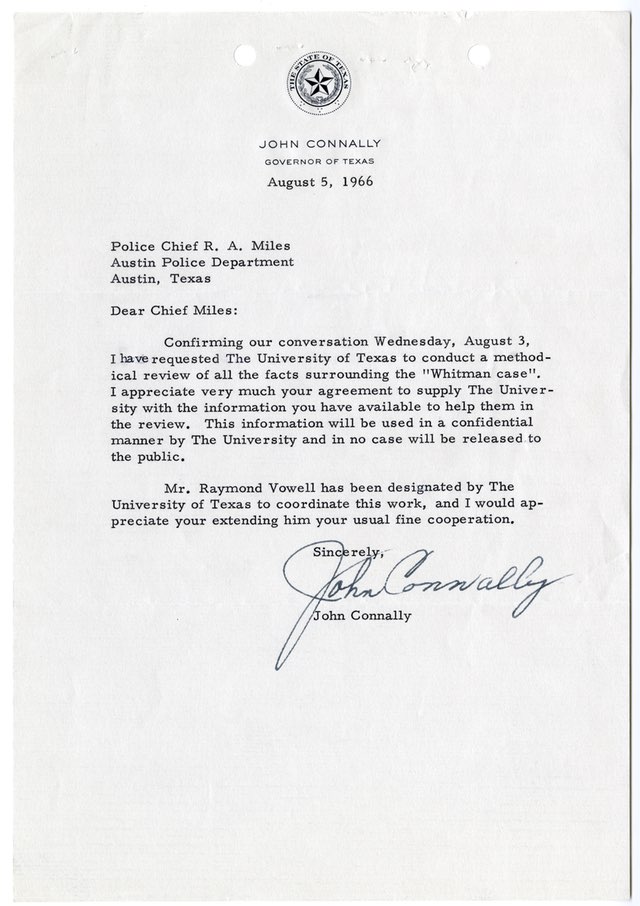 THE STATE OF TEXAS
JOHN CONNALLY
GOVERNOR OF TEXAS
August 5, 1966
Police Chief R. A. Miles
Austin Police Department
Austin, Texas
Dear Chief Miles:
Confirming our conversation Wednesday, August 3,
I have requested The University of Texas to conduct a method-
ical review of all the facts surrounding the "Whitman case".
I appreciate very much your agreement to supply The Univer-
sity with the information you have available to help them in
the review. This information will be used in a confidential
manner by The University and in no case will be released to
the public.
Mr. Raymond Vowell has been designated by The
University of Texas to coordinate this work, and I would ap-
preciate your extending him your usual fine cooperation.
Sincerely,
John Connally
John Connally